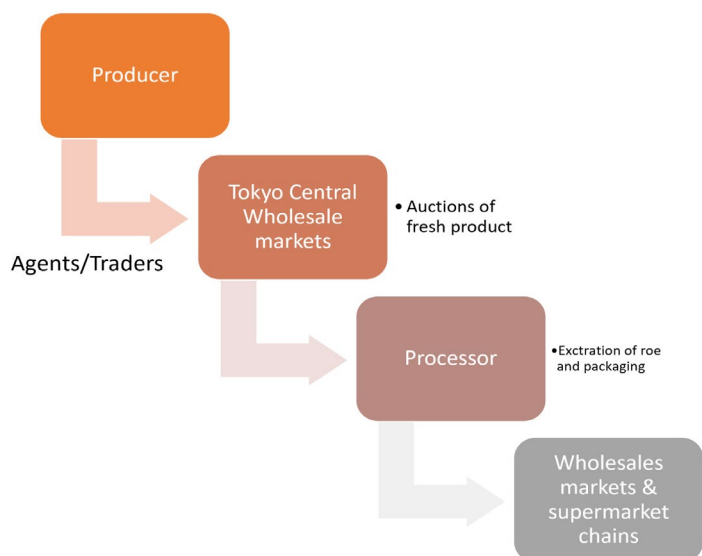 Producer
Agents/Traders
Tokyo Central
Wholesale
markets
• Auctions of
fresh product
Processor
•Exctration of roe
and packaging
Wholesales
markets &
supermarket
chains